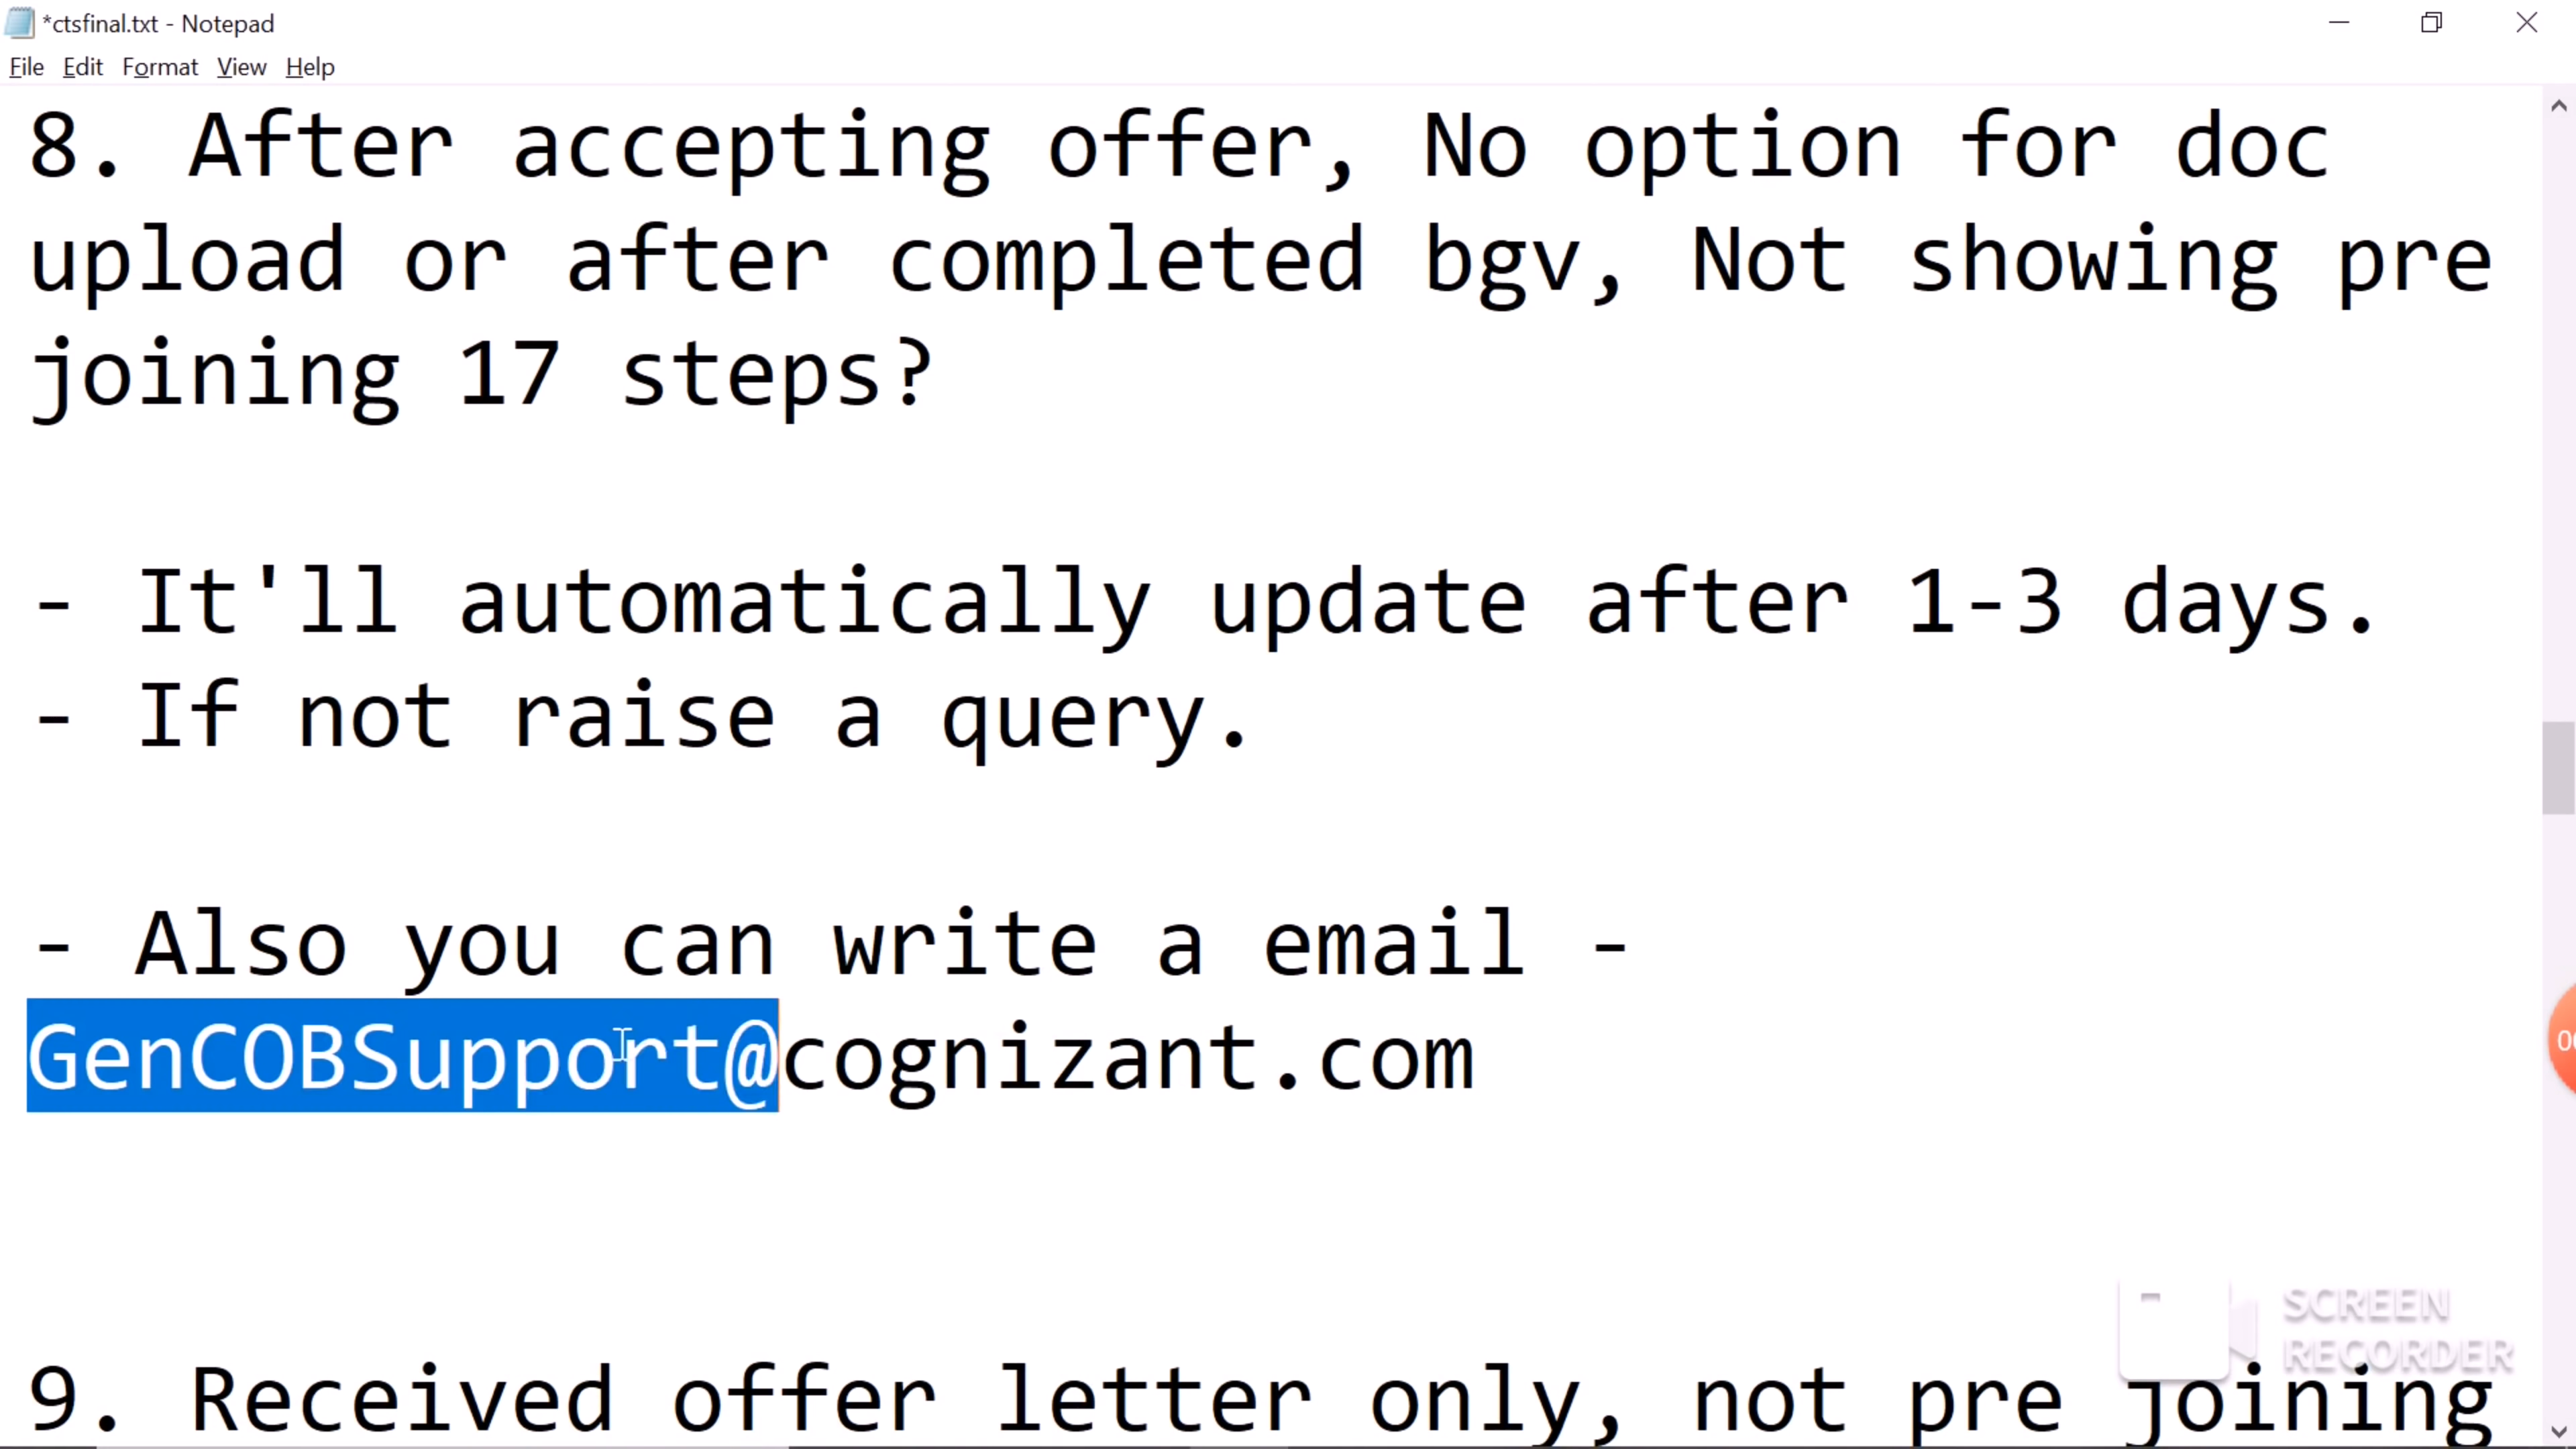 *ctsfinal.txt - Notepad
File Edit Format View Help
8. After accepting offer, No option for doc
upload or after completed bgv, Not showing pre
joining 17 steps?
- It'll automatically update after 1-3 days.
- If not raise a query.
- Also you can write a email -
GenCOBSupport@cognizant.com
SCREEN
RECORDER
9. Received offer letter only, not pre joining